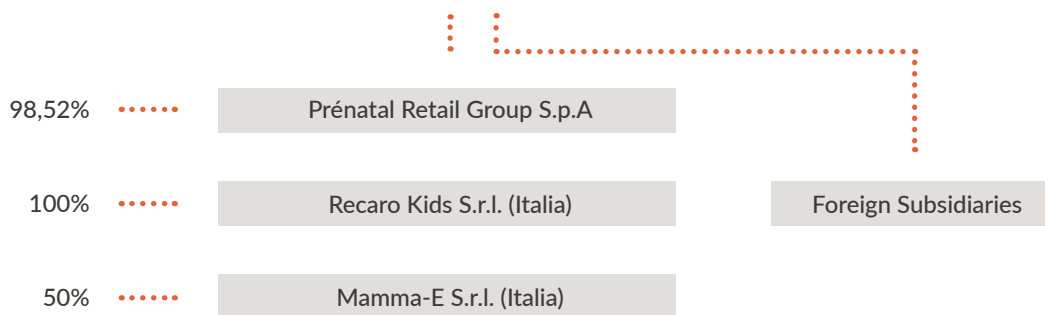 98,52% Prénatal Retail Group S.p.A
100% Recaro Kids S.r.l. (Italia) Foreign Subsidiaries
50% Mamma-E S.r.l. (Italia)